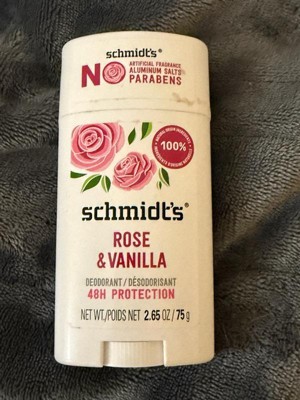 schmidt's®
NO
ARTIFICIAL FRAGRANCE
ALUMINUM SALTS
PARABENS
100%
schmidt's®
ROSE
& VANILLA
DEODORANT/DÉSODORISANT
48H PROTECTION
NET WT./POIDS NET 2.65 OZ/75 g